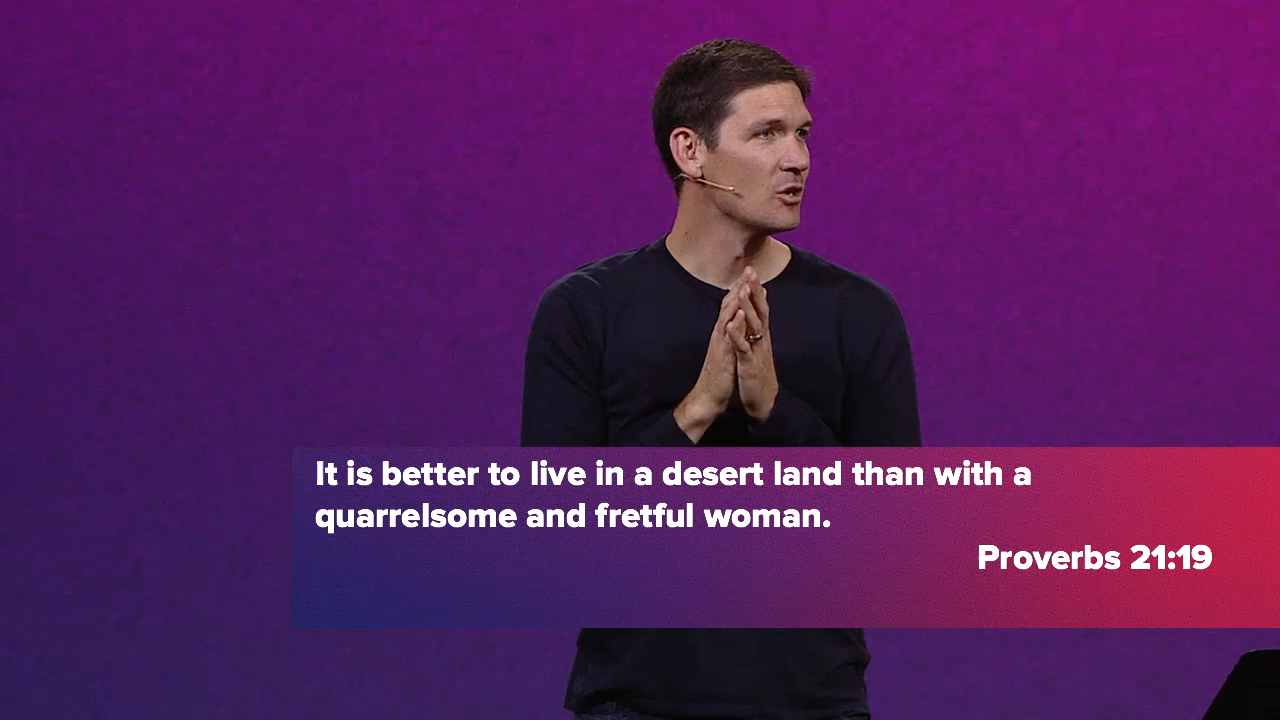 It is better to live in a desert land than with a
quarrelsome and fretful woman.
Proverbs 21:19